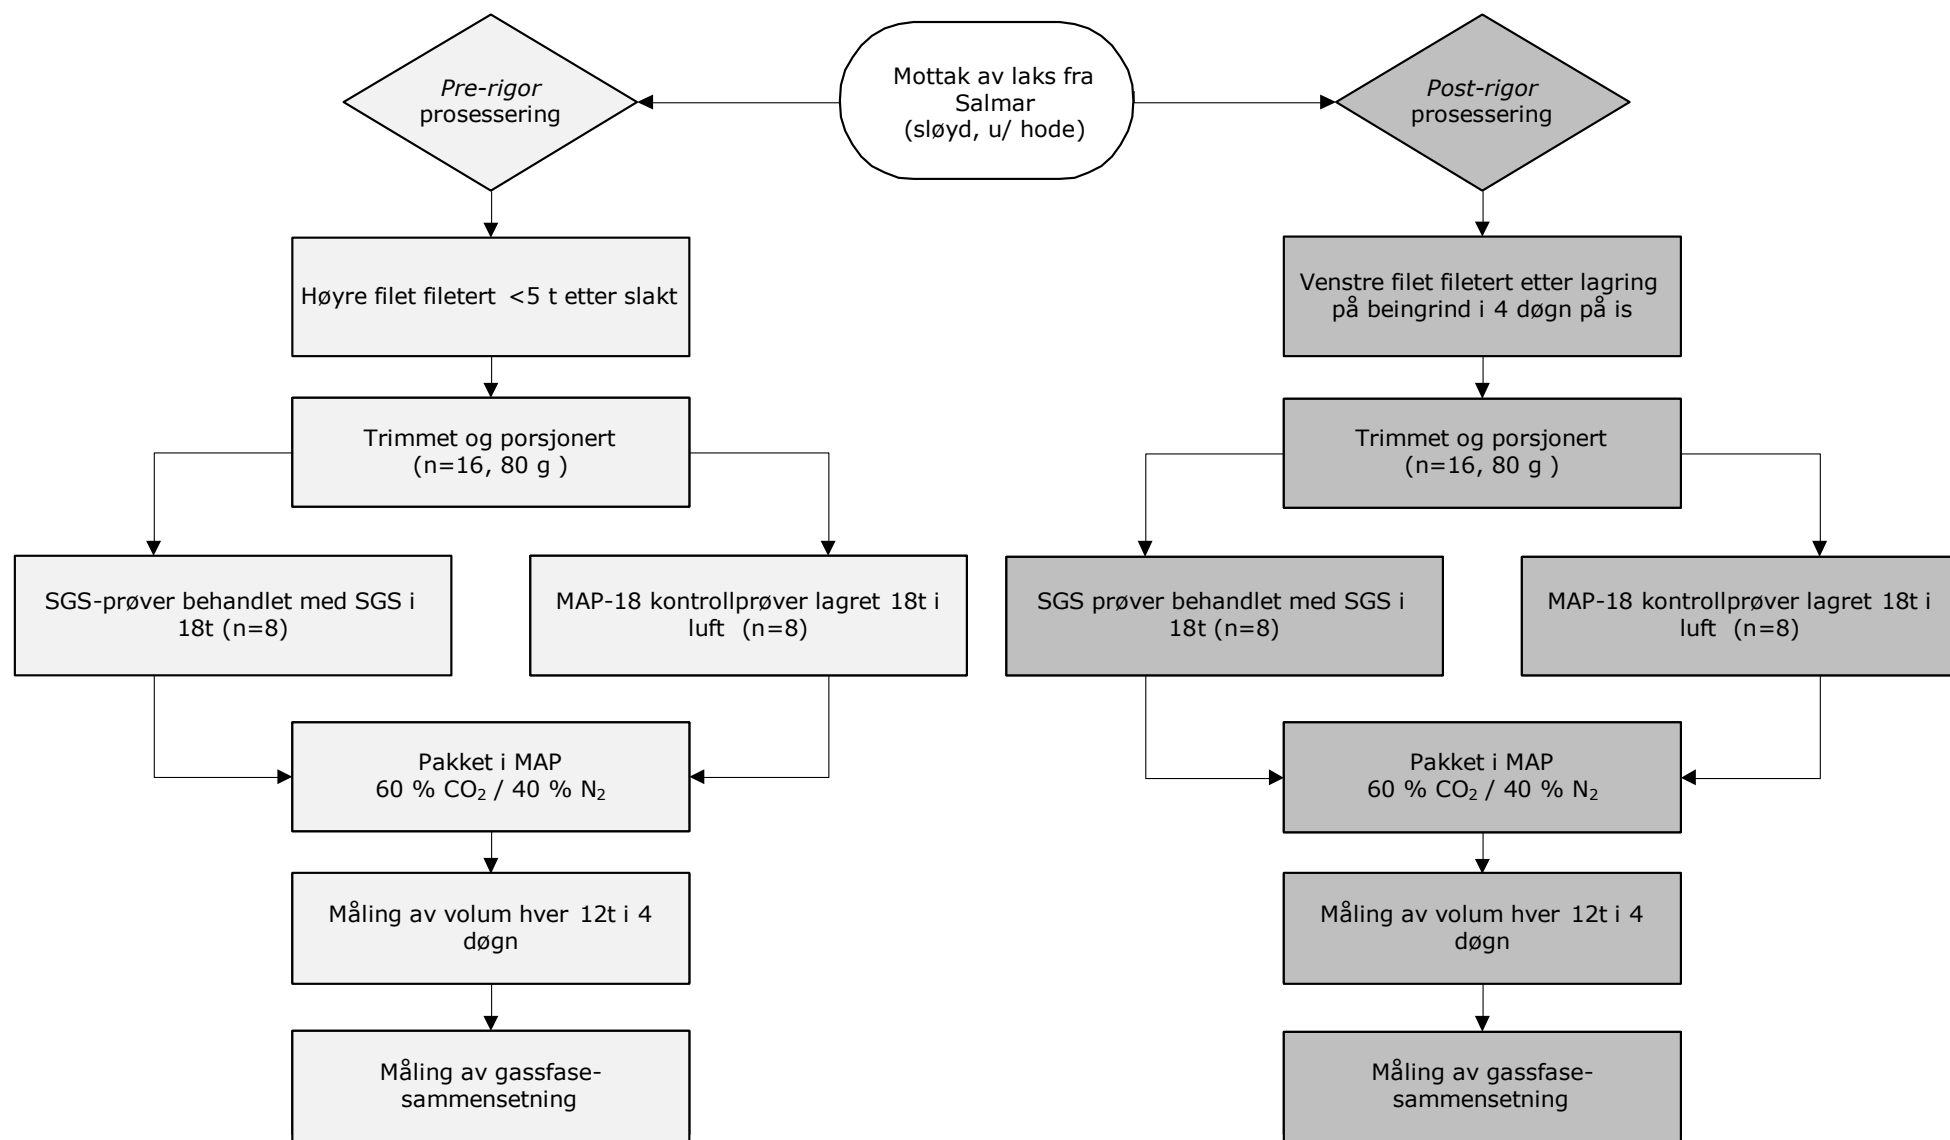 Pre-rigor
prosessering
Mottak av laks fra
Salmar
(sløyd, u/ hode)
Post-rigor
prosessering
Høyre filet filetert <5 t etter slakt
Venstre filet filetert etter lagring
på beingrind i 4 døgn på is
Trimmet og porsjonert
(n=16, 80 g )
Trimmet og porsjonert
(n=16, 80 g )
SGS-prøver behandlet med SGS i
18t (n=8)
MAP-18 kontrollprøver lagret 18t i
luft (n=8)
SGS prøver behandlet med SGS i
18t (n=8)
MAP-18 kontrollprøver lagret 18t i
luft (n=8)
Pakket i MAP
60 % CO₂ / 40 % N₂
Pakket i MAP
60 % CO₂ / 40 % N₂
Måling av volum hver 12t i 4
døgn
Måling av volum hver 12t i 4
døgn
Måling av gassfase-
sammensetning
Måling av gassfase-
sammensetning